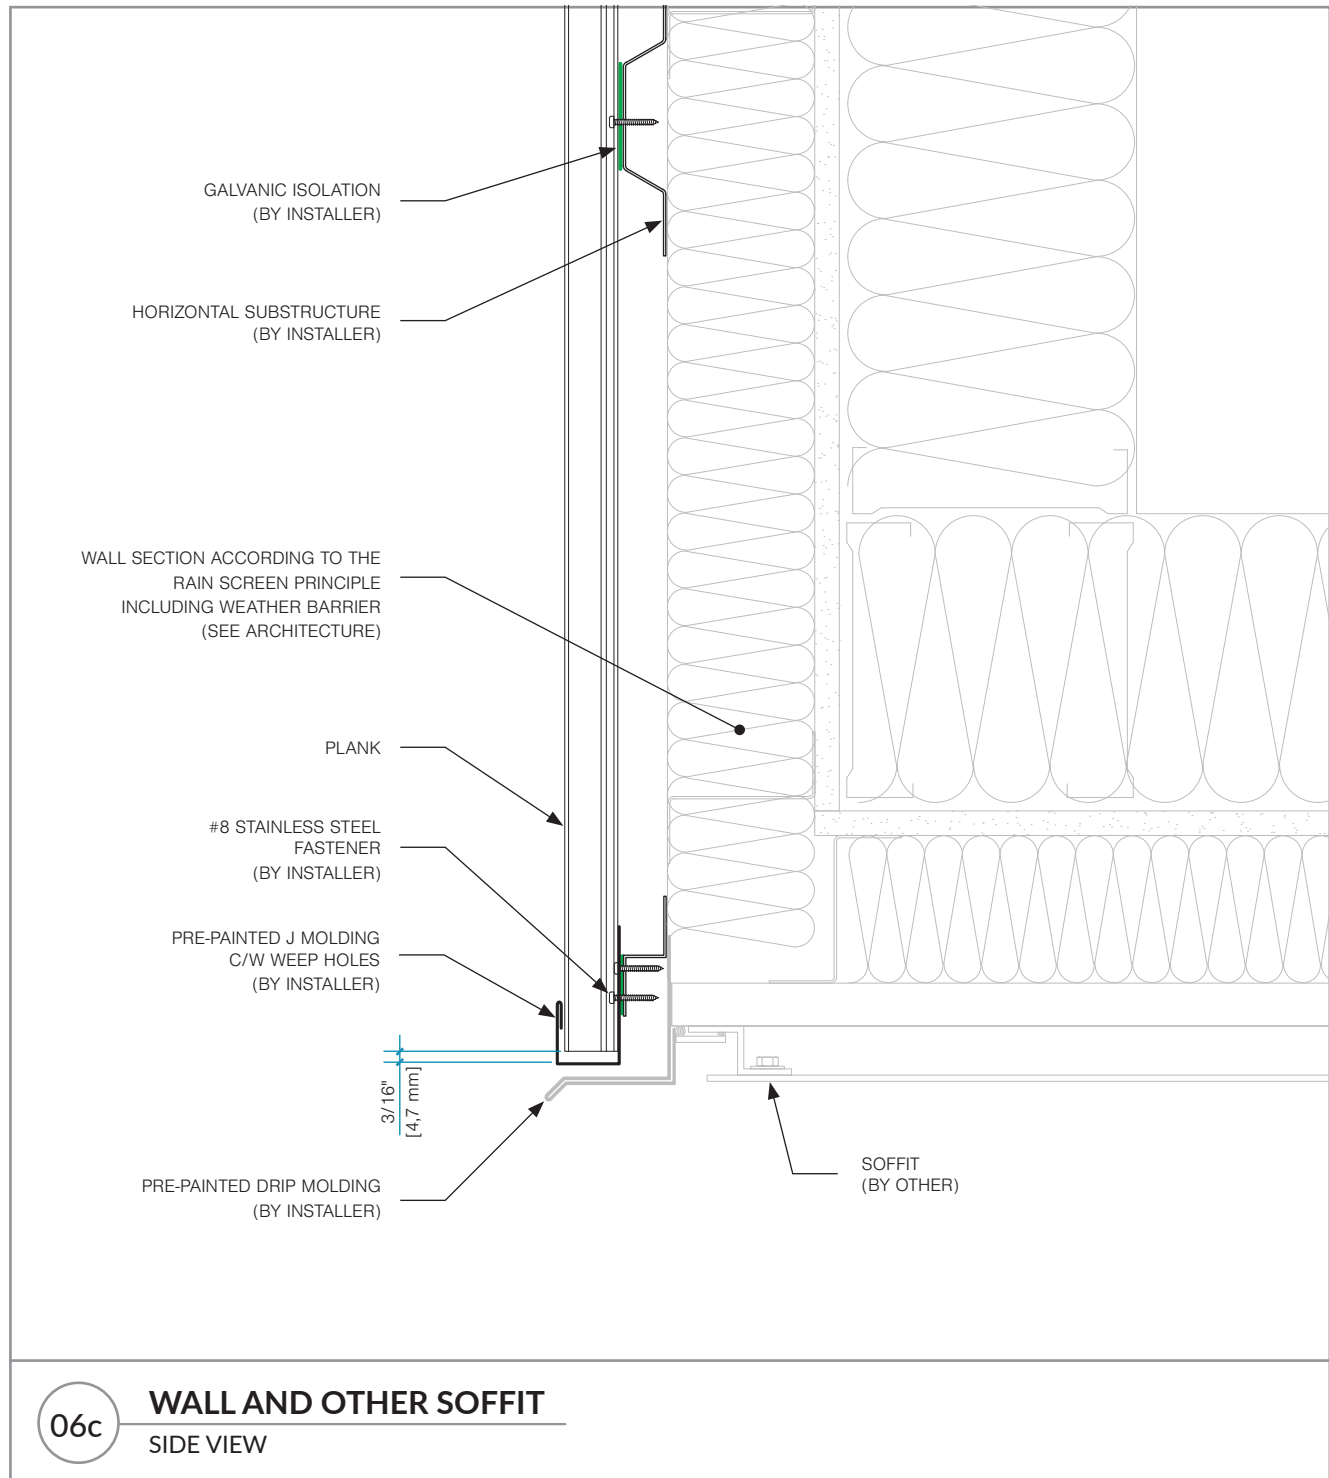 GALVANIC ISOLATION
(BY INSTALLER)
HORIZONTAL SUBSTRUCTURE
(BY INSTALLER)
WALL SECTION ACCORDING TO THE
RAIN SCREEN PRINCIPLE
INCLUDING WEATHER BARRIER
(SEE ARCHITECTURE)
PLANK
#8 STAINLESS STEEL
FASTENER
(BY INSTALLER)
PRE-PAINTED J MOLDING
C/W WEEP HOLES
(BY INSTALLER)
3/16"
[4,7 mm]
PRE-PAINTED DRIP MOLDING
(BY INSTALLER)
SOFFIT
(BY OTHER)
06c
WALL AND OTHER SOFFIT
SIDE VIEW